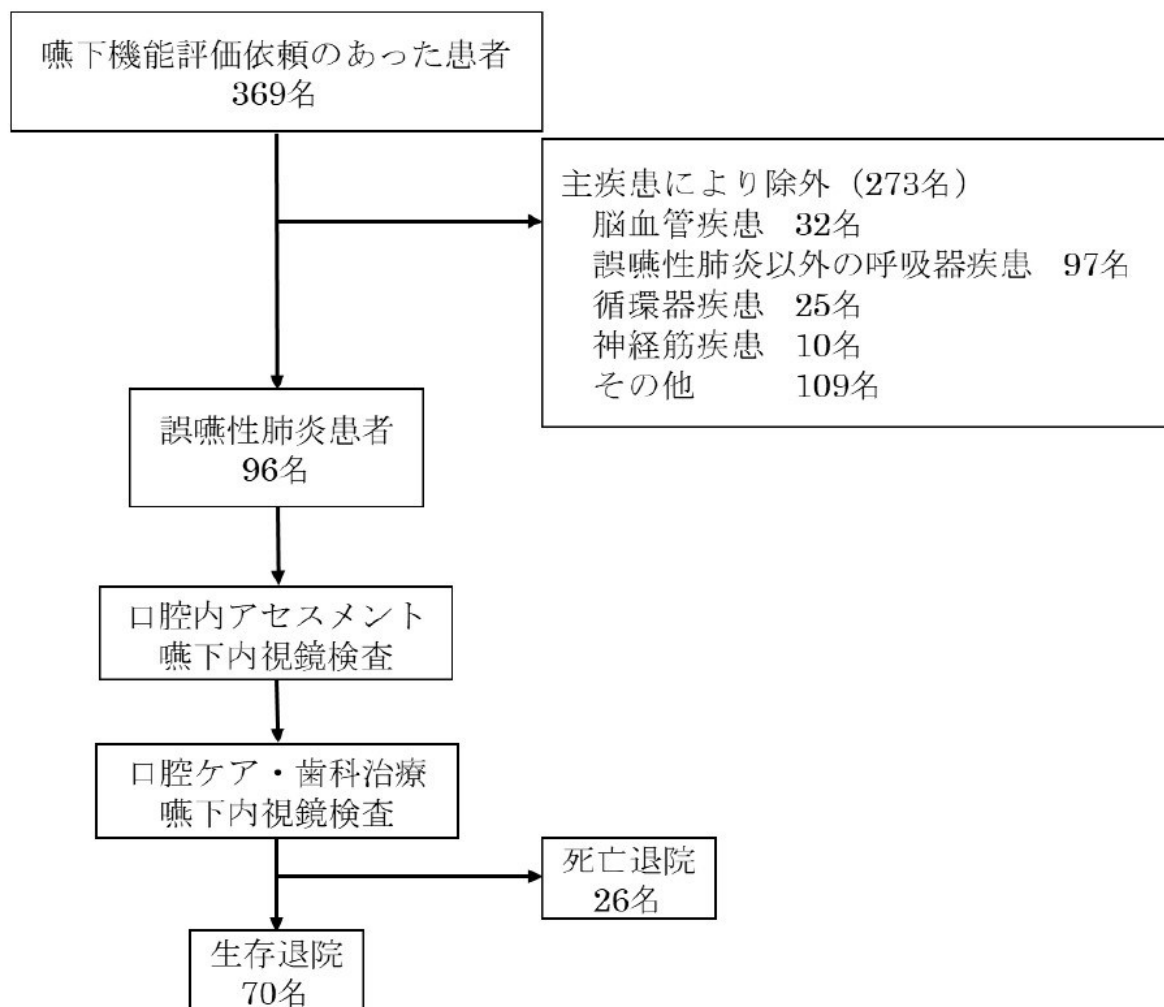 嚥下機能評価依頼のあった患者
369名
主疾患により除外（273名）
脳血管疾患 32名
誤嚥性肺炎以外の呼吸器疾患 97名
循環器疾患 25名
神経筋疾患 10名
その他 109名
誤嚥性肺炎患者
96名
口腔内アセスメント
嚥下内視鏡検査
口腔ケア・歯科治療
嚥下内視鏡検査
死亡退院
26名
生存退院
70名